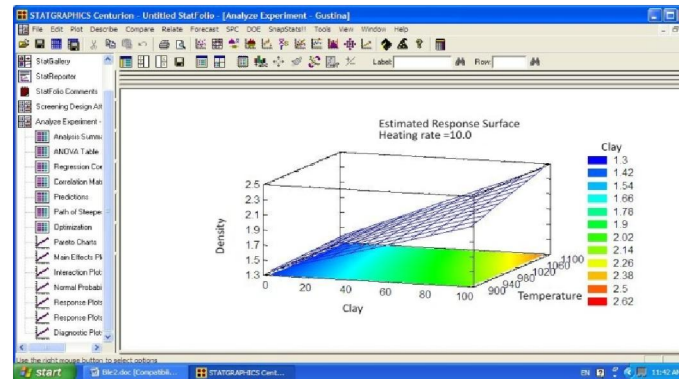 STATGRAPHICS Centurion - Untitled StatFolio - [Analyze Experiment - Gustina]
File Edit Plot Describe Compare Relate Forecast SPC DOE SnapStats!! Tools View Window Help
Label: Row:
StatGallery
StatReporter
StatFolio Comments
Screening Design Att
Analyze Experiment -
Analysis Summa
ANOVA Table
Regression Coe
Correlation Matr
Predictions
Path of Steepe
Optimization
Pareto Charts
Main Effects Pl
Interaction Plot
Normal Probabi
Response Plots
Response Plots
Diagnostic Plot
Estimated Response Surface
Heating rate =10.0
Density
2.5
2.3
2.1
1.9
1.7
1.5
1.3
0 20 40 60 80 100
Clay
900 940 980 1020 1060 1100
Temperature
Clay
1.3
1.42
1.54
1.66
1.78
1.9
2.02
2.14
2.26
2.38
2.5
2.62
Use the right mouse button to select options
start
STATGRAPHICS Cent...
EN
11:42 AM